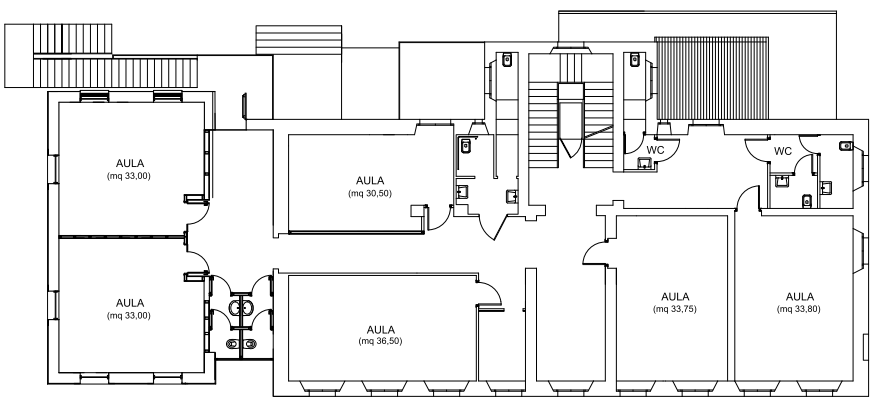 AULA
(mq 33,00)
AULA
(mq 30,50)
WC
WC
AULA
(mq 33,00)
AULA
(mq 36,50)
AULA
(mq 33,75)
AULA
(mq 33,80)